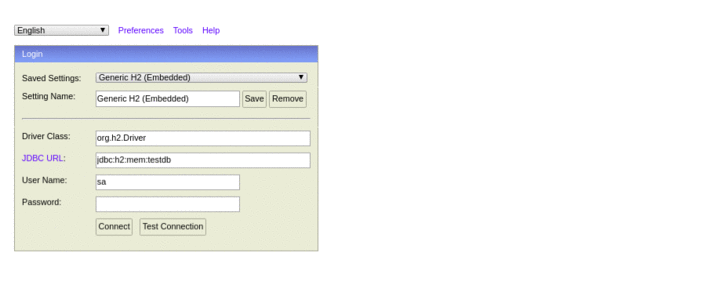 English Preferences Tools Help
Login
Saved Settings: Generic H2 (Embedded)
Setting Name: Generic H2 (Embedded) Save Remove
Driver Class: org.h2.Driver
JDBC URL: jdbc:h2:mem:testdb
User Name: sa
Password:
Connect Test Connection